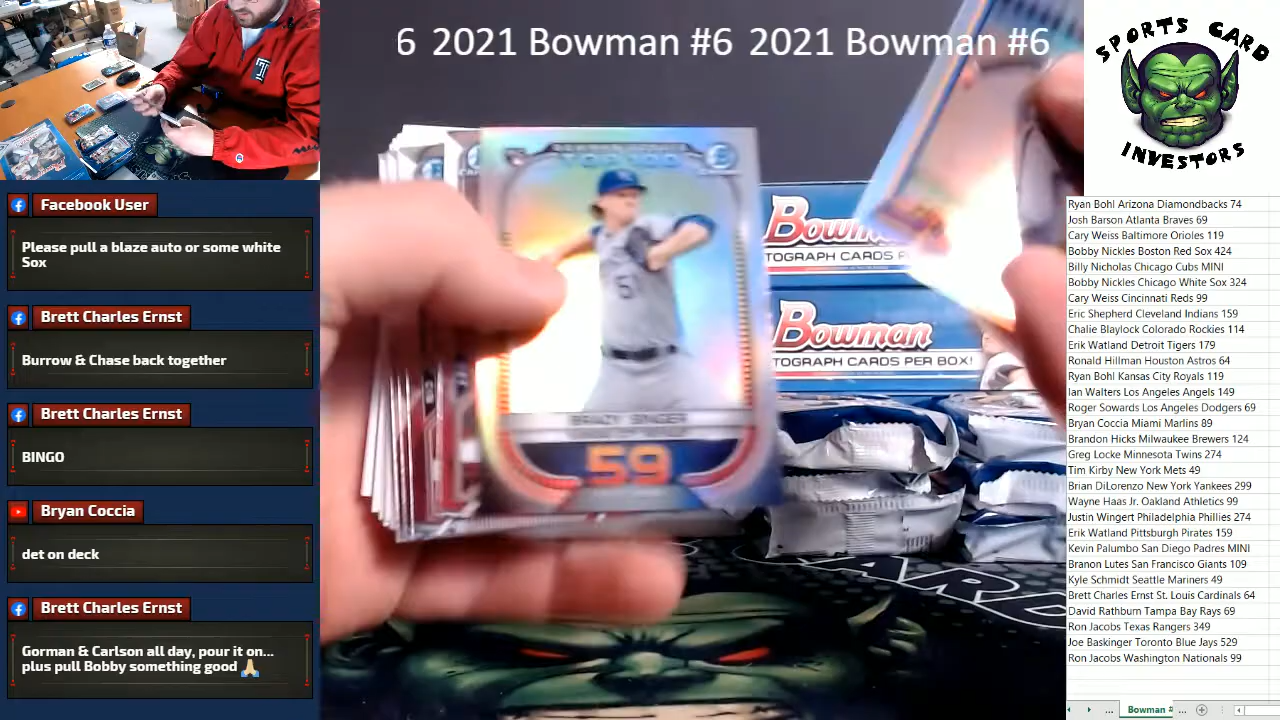 6 2021 Bowman #6 2021 Bowman #6
SPORTS CARD
INVESTORS
Facebook User
Please pull a blaze auto or some white
Sox
Brett Charles Ernst
Burrow & Chase back together
Brett Charles Ernst
BINGO
Bryan Coccia
det on deck
Brett Charles Ernst
Gorman & Carlson all day, pour it on...
plus pull Bobby something good 🙏
BRADY SINGER
59
Bowm
TOGRAPH CARDS P
Bowman
TOGRAPH CARDS PER BOX!
Ryan Bohl Arizona Diamondbacks 74
Josh Barson Atlanta Braves 69
Cary Weiss Baltimore Orioles 119
Bobby Nickles Boston Red Sox 424
Billy Nicholas Chicago Cubs MINI
Bobby Nickles Chicago White Sox 324
Cary Weiss Cincinnati Reds 99
Eric Shepherd Cleveland Indians 159
Chalie Blaylock Colorado Rockies 114
Erik Watland Detroit Tigers 179
Ronald Hillman Houston Astros 64
Ryan Bohl Kansas City Royals 119
Ian Walters Los Angeles Angels 149
Roger Sowards Los Angeles Dodgers 69
Bryan Coccia Miami Marlins 89
Brandon Hicks Milwaukee Brewers 124
Greg Locke Minnesota Twins 274
Tim Kirby New York Mets 49
Brian DiLorenzo New York Yankees 299
Wayne Haas Jr. Oakland Athletics 99
Justin Wingert Philadelphia Phillies 274
Erik Watland Pittsburgh Pirates 159
Kevin Palumbo San Diego Padres MINI
Branon Lutes San Francisco Giants 109
Kyle Schmidt Seattle Mariners 49
Brett Charles Ernst St. Louis Cardinals 64
David Rathburn Tampa Bay Rays 69
Ron Jacobs Texas Rangers 349
Joe Baskinger Toronto Blue Jays 529
Ron Jacobs Washington Nationals 99
... Bowman # ...